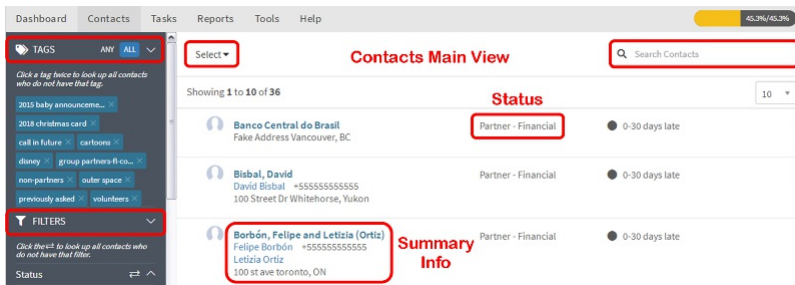 Dashboard Contacts Tasks Reports Tools Help
45.3%/45.3%
TAGS ANY ALL
Click a tag twice to look up all contacts
who do not have that tag.
2015 baby announceme... ×
2018 christmas card ×
call in future × cartoons ×
disney × group partners-fl-co... ×
non-partners × outer space ×
previously asked × volunteers ×
FILTERS
Click the ⇄ to look up all contacts who
do not have that filter.
Status
Select
Contacts Main View
Search Contacts
Showing 1 to 10 of 36
Status
10
Banco Central do Brasil
Fake Address Vancouver, BC
Partner - Financial
0-30 days late
Bisbal, David
David Bisbal +555555555555
100 Street Dr Whitehorse, Yukon
Partner - Financial
0-30 days late
Borbón, Felipe and Letizia (Ortiz)
Felipe Borbón +555555555555
Letizia Ortiz
100 st ave toronto, ON
Summary
Info
Partner - Financial
0-30 days late